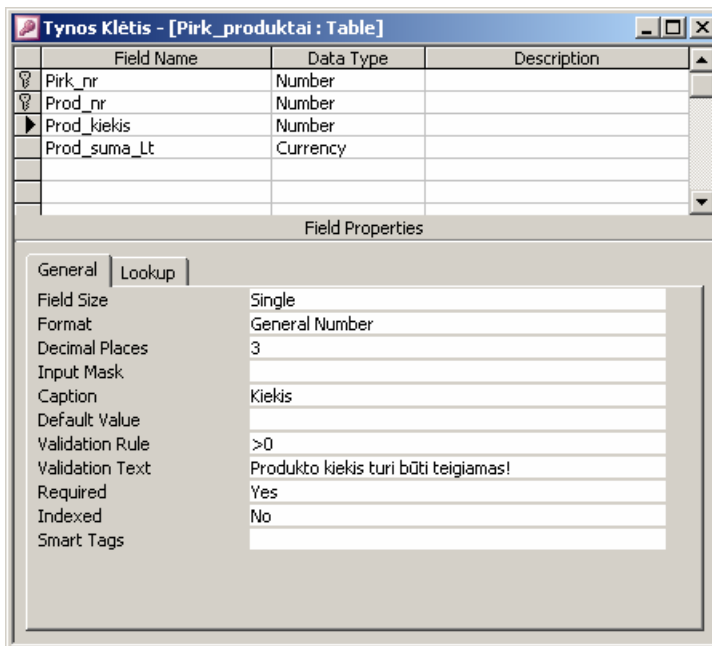 Tynos Klėtis - [Pirk_produktai : Table]
Field Name Data Type Description
Pirk_nr Number
Prod_nr Number
Prod_kiekis Number
Prod_suma_Lt Currency
Field Properties
General Lookup
Field Size Single
Format General Number
Decimal Places 3
Input Mask
Caption Kiekis
Default Value
Validation Rule >0
Validation Text Produkto kiekis turi būti teigiamas!
Required Yes
Indexed No
Smart Tags